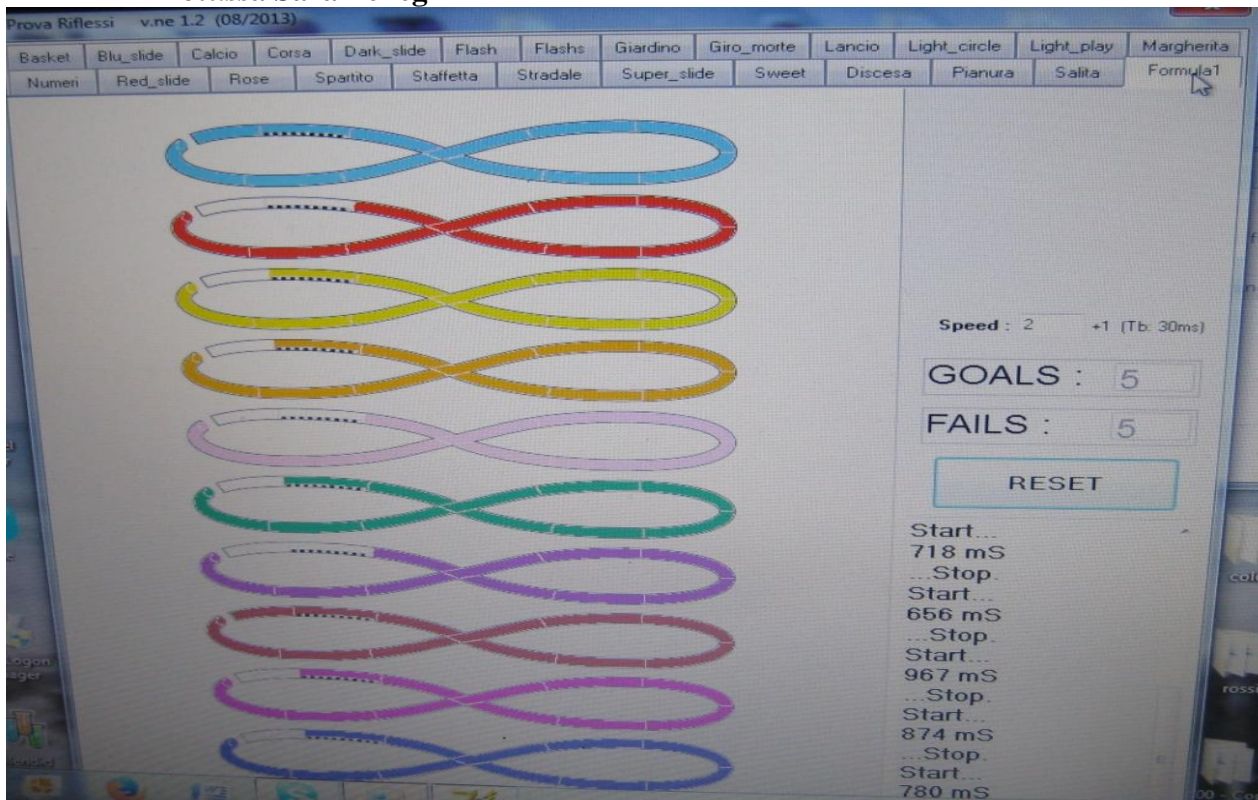 Prova Riflessi v.ne 1.2 (08/2013)
Basket Blu_slide Calcio Corsa Dark_slide Flash Flashs Giardino Giro_morte Lancio Light_circle Light_play Margherita
Numeri Red_slide Rose Spartito Staffetta Stradale Super_slide Sweet Discesa Pianura Salita Formula1
Speed : 2 +1 (Tb: 30ms)
GOALS : 5
FAILS : 5
RESET
Start...
718 mS
...Stop.
Start...
656 mS
...Stop.
Start...
967 mS
...Stop.
Start...
874 mS
...Stop.
Start...
780 mS